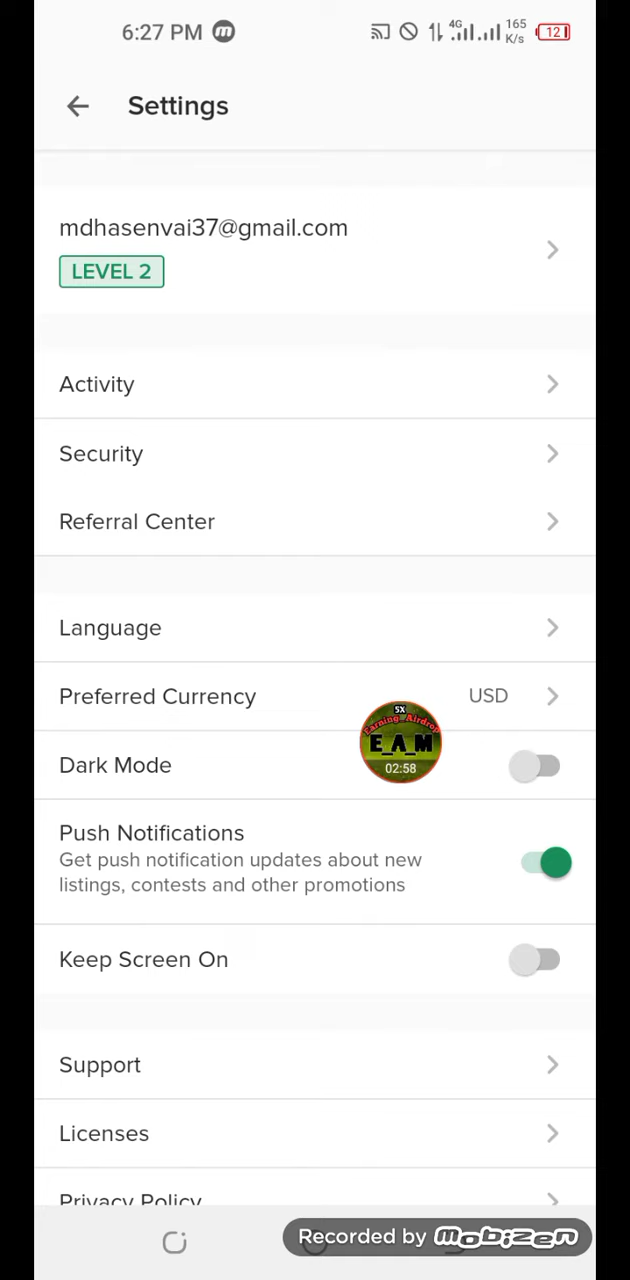 6:27 PM m 4G 165 K/s 12
Settings
mdhasenvai37@gmail.com
LEVEL 2
Activity
Security
Referral Center
Language
Preferred Currency USD
5X
Earning Airdrop
E_A_M
02:58
Dark Mode
Push Notifications
Get push notification updates about new
listings, contests and other promotions
Keep Screen On
Support
Licenses
Privacy Policy
Recorded by mobizen